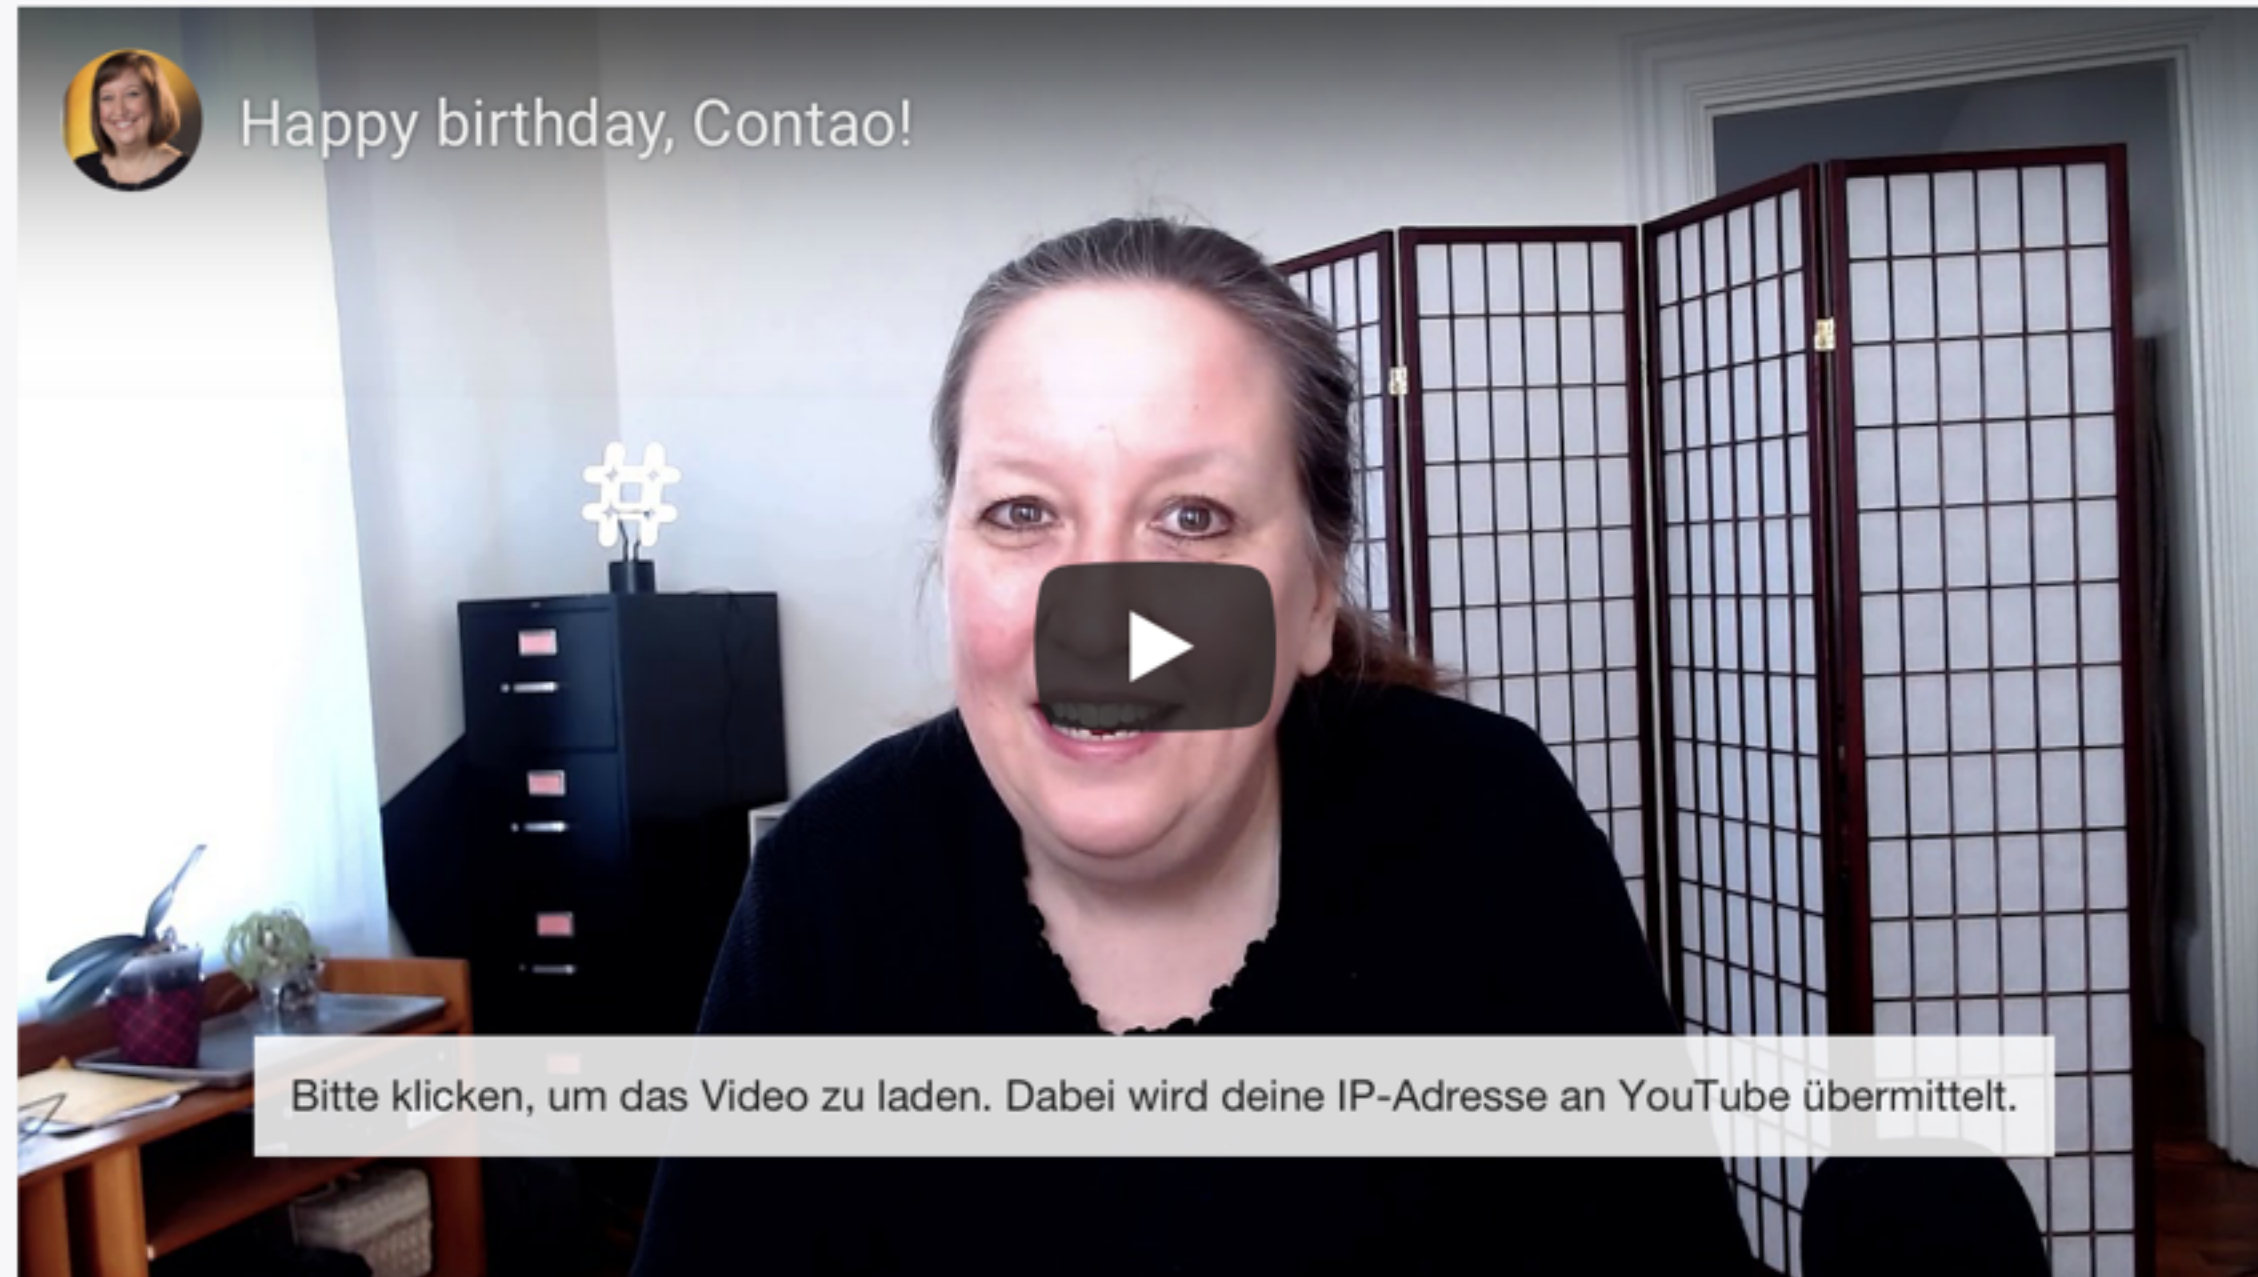 Happy birthday, Contao!
Bitte klicken, um das Video zu laden. Dabei wird deine IP-Adresse an YouTube übermittelt.